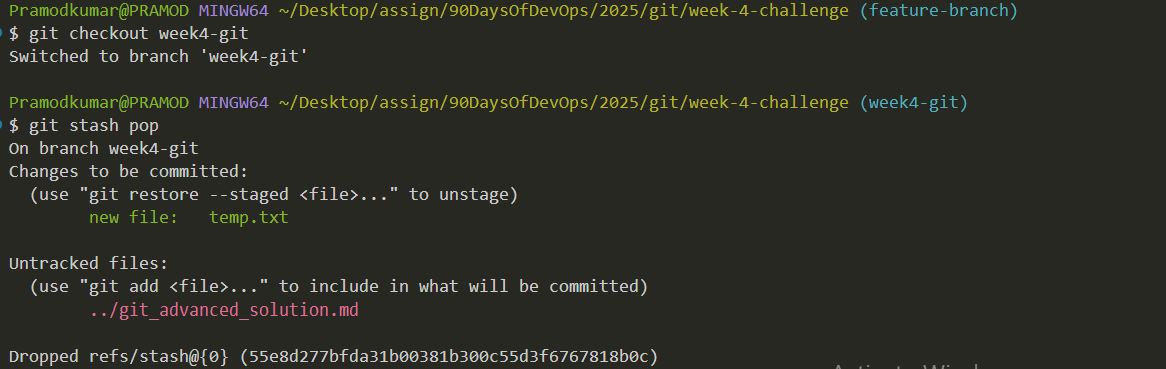 Pramodkumar@PRAMOD MINGW64 ~/Desktop/assign/90DaysOfDevOps/2025/git/week-4-challenge (feature-branch)
$ git checkout week4-git
Switched to branch 'week4-git'
Pramodkumar@PRAMOD MINGW64 ~/Desktop/assign/90DaysOfDevOps/2025/git/week-4-challenge (week4-git)
$ git stash pop
On branch week4-git
Changes to be committed:
  (use "git restore --staged <file>..." to unstage)
        new file:   temp.txt
Untracked files:
  (use "git add <file>..." to include in what will be committed)
        ../git_advanced_solution.md
Dropped refs/stash@{0} (55e8d277bfda31b00381b300c55d3f6767818b0c)